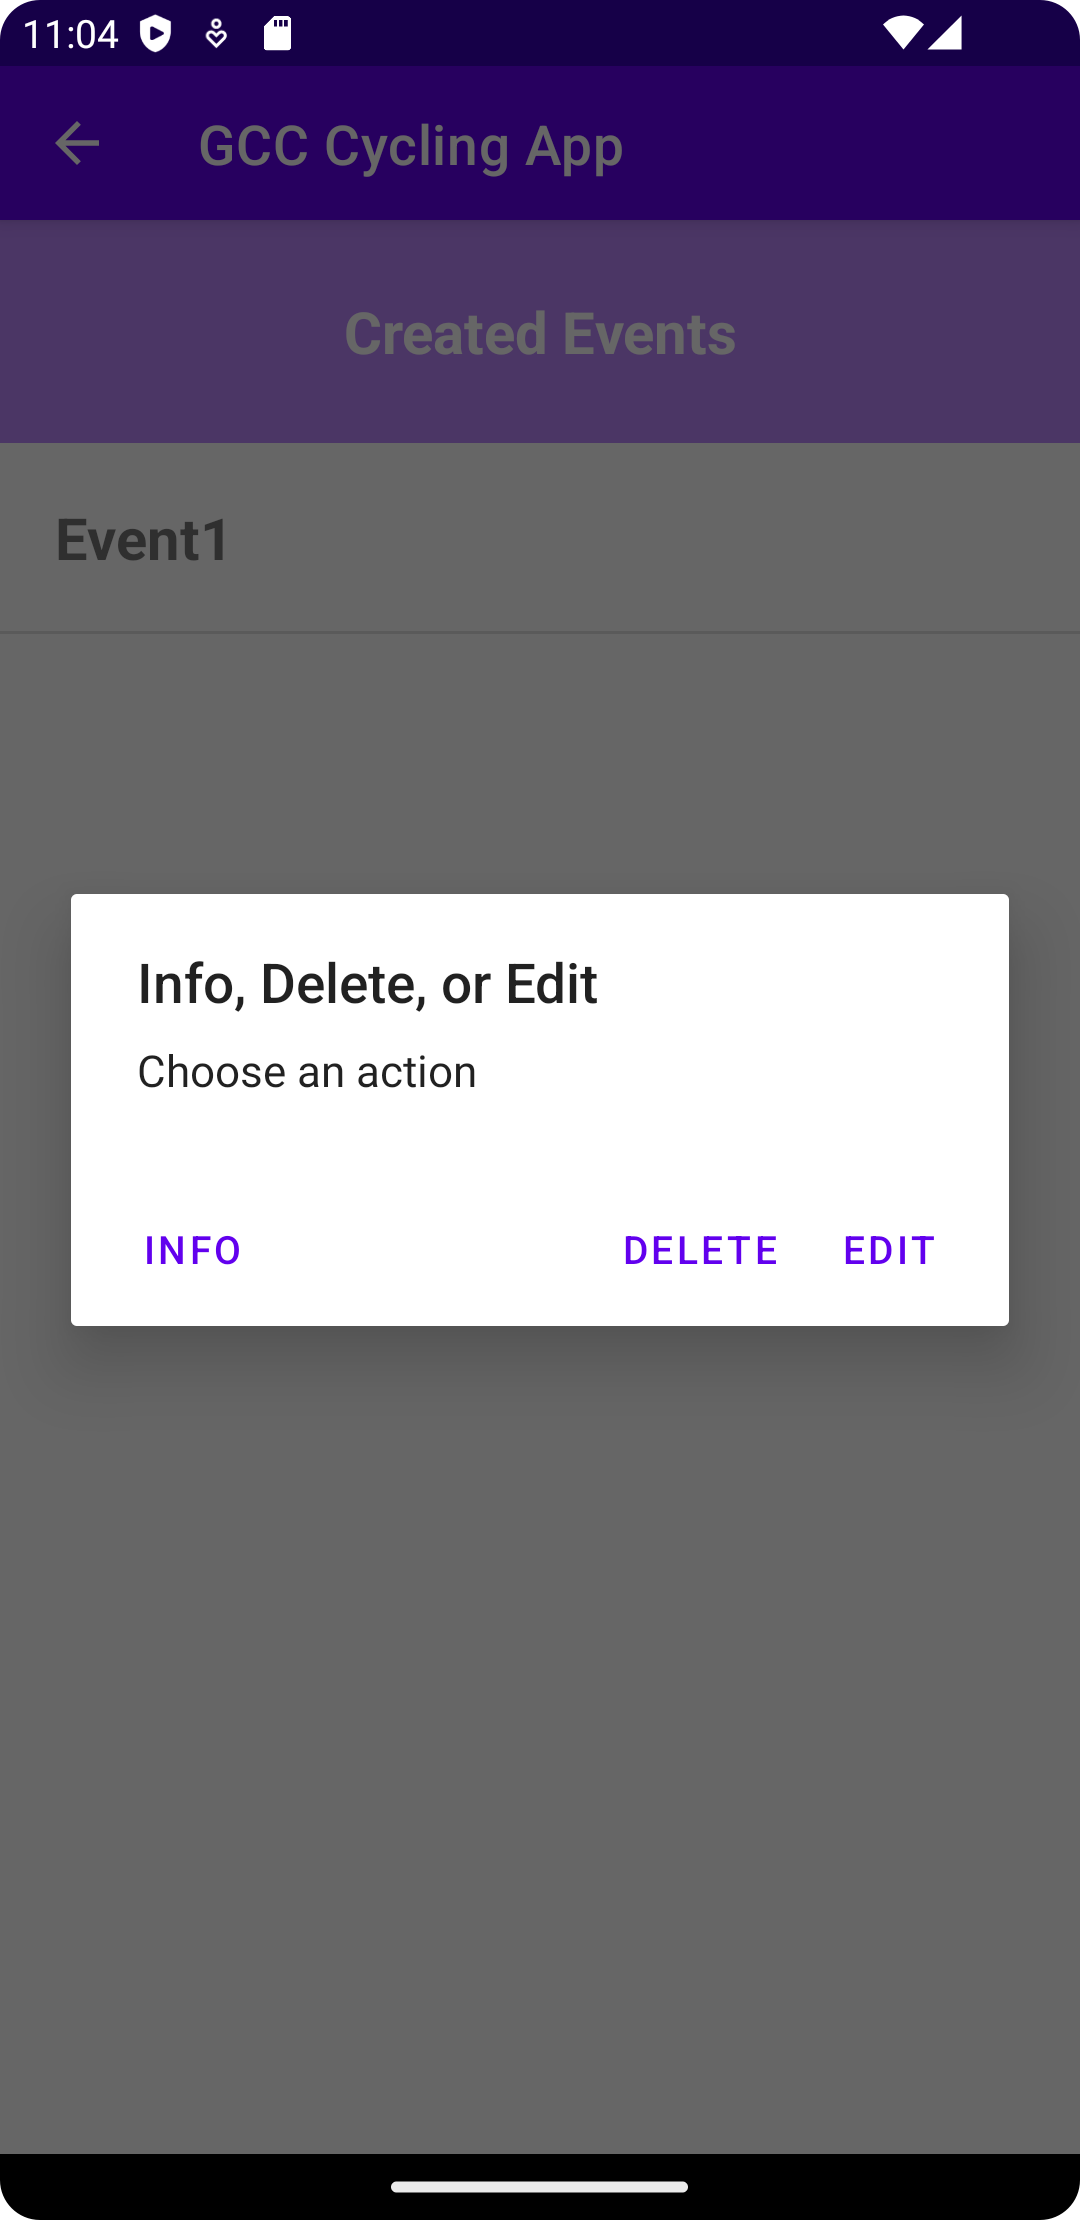 11:04
GCC Cycling App
Created Events
Event1
Info, Delete, or Edit
Choose an action
INFO DELETE EDIT